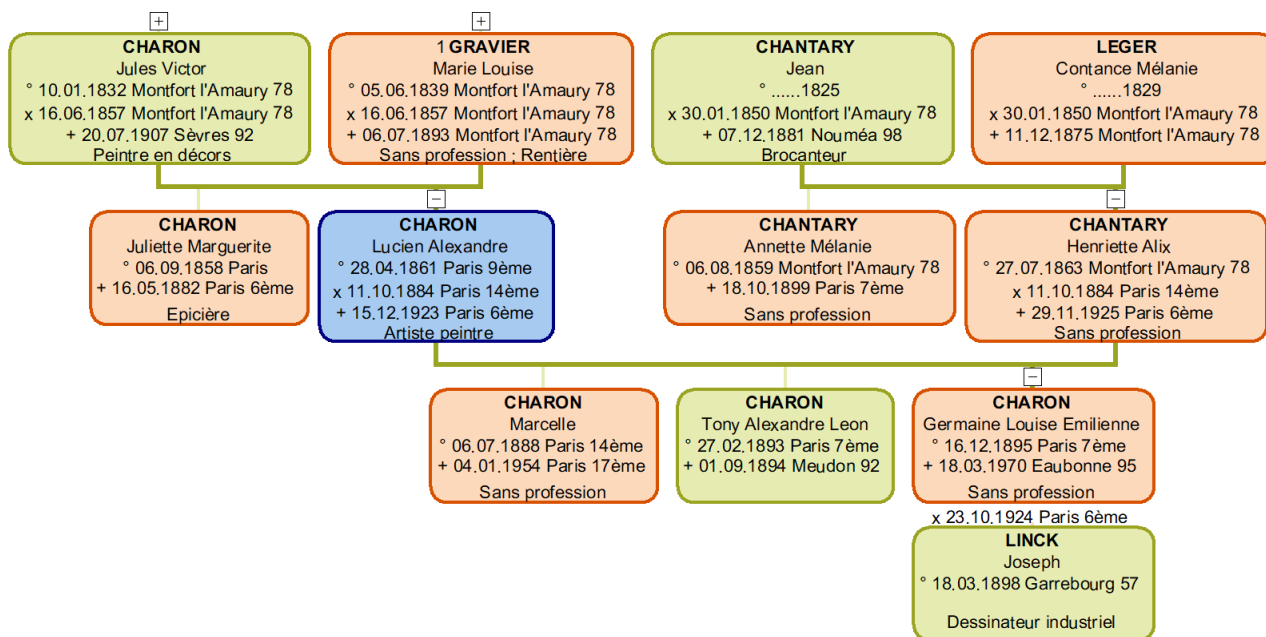 CHARON
Jules Victor
° 10.01.1832 Montfort l'Amaury 78
x 16.06.1857 Montfort l'Amaury 78
+ 20.07.1907 Sèvres 92
Peintre en décors
1 GRAVIER
Marie Louise
° 05.06.1839 Montfort l'Amaury 78
x 16.06.1857 Montfort l'Amaury 78
+ 06.07.1893 Montfort l'Amaury 78
Sans profession ; Rentière
CHANTARY
Jean
° ......1825
x 30.01.1850 Montfort l'Amaury 78
+ 07.12.1881 Nouméa 98
Brocanteur
LEGER
Contance Mélanie
° ......1829
x 30.01.1850 Montfort l'Amaury 78
+ 11.12.1875 Montfort l'Amaury 78
CHARON
Juliette Marguerite
° 06.09.1858 Paris
+ 16.05.1882 Paris 6ème
Epicière
CHARON
Lucien Alexandre
° 28.04.1861 Paris 9ème
x 11.10.1884 Paris 14ème
+ 15.12.1923 Paris 6ème
Artiste peintre
CHANTARY
Annette Mélanie
° 06.08.1859 Montfort l'Amaury 78
+ 18.10.1899 Paris 7ème
Sans profession
CHANTARY
Henriette Alix
° 27.07.1863 Montfort l'Amaury 78
x 11.10.1884 Paris 14ème
+ 29.11.1925 Paris 6ème
Sans profession
CHARON
Marcelle
° 06.07.1888 Paris 14ème
+ 04.01.1954 Paris 17ème
Sans profession
CHARON
Tony Alexandre Leon
° 27.02.1893 Paris 7ème
+ 01.09.1894 Meudon 92
CHARON
Germaine Louise Emilienne
° 16.12.1895 Paris 7ème
+ 18.03.1970 Eaubonne 95
Sans profession
x 23.10.1924 Paris 6ème
LINCK
Joseph
° 18.03.1898 Garrebourg 57
Dessinateur industriel